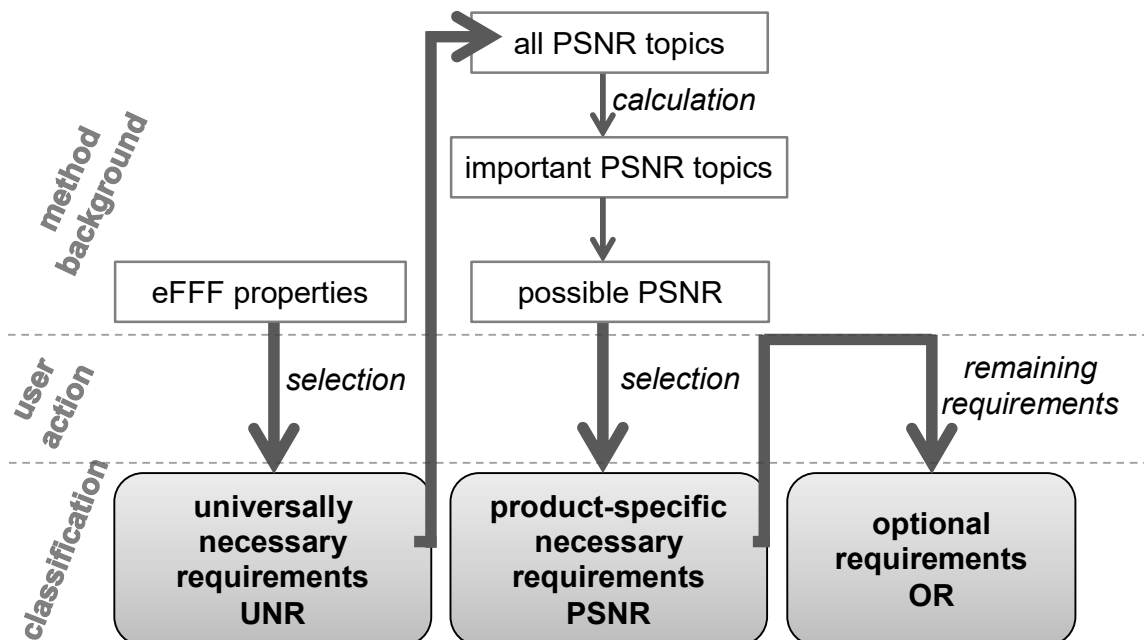 all PSNR topics
calculation
important PSNR topics
method
background
eFFF properties
possible PSNR
user
action
selection
selection
remaining
requirements
classification
universally
necessary
requirements
UNR
product-specific
necessary
requirements
PSNR
optional
requirements
OR